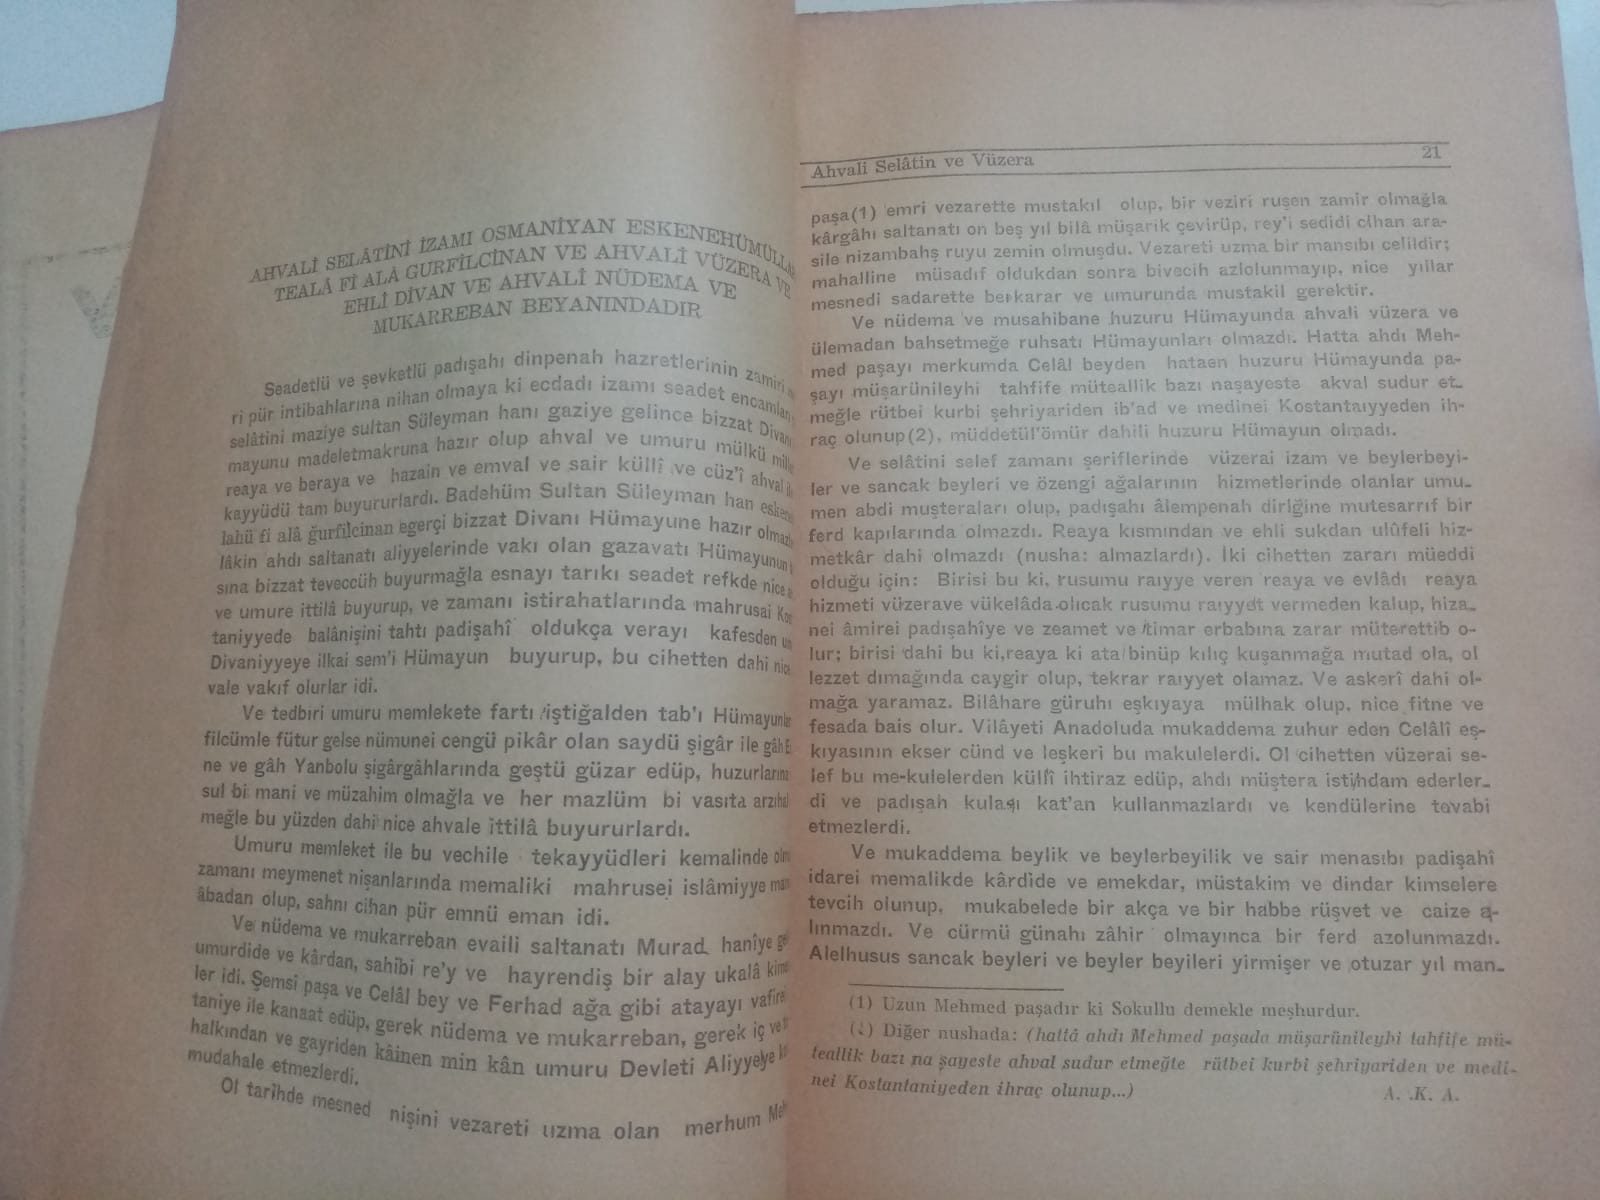 AHVALİ SELÂTİNİ İZAMI OSMANİYAN ESKENEHÜMÜLLA
TEALÂ Fİ ALÂ GURFİLCİNAN VE AHVALİ VÜZERA VE
EHLİ DİVAN VE AHVALİ NÜDEMA VE
MUKARREBAN BEYANINDADIR
Seadetlü ve şevketlü padışahı dinpenah hazretlerinin zamiri
ri pür intibahlarına nihan olmaya ki ecdadı izamı seadet encamları
selâtini maziye sultan Süleyman hanı gaziye gelince bizzat Divanı
mayunu madeletmakruna hazır olup ahval ve umuru mülkü mille
reaya ve beraya ve hazain ve emval ve sair küllî ve cüz'î ahval il
kayyüdü tam buyururlardı. Badehüm Sultan Süleyman han eskene
lahü fi alâ ğurfilcinan egerçi bizzat Divanı Hümayune hazır olmazla
lâkin ahdı saltanatı aliyyelerinde vakı olan gazavatı Hümayunun
sına bizzat teveccüh buyurmağla esnayı tarıkı seadet refkde nice
ve umure ittilâ buyurup, ve zamanı istirahatlarında mahrusai Kos
taniyyede balânişini tahtı padişahî oldukça verayı kafesden um
Divaniyyeye ilkai sem'i Hümayun buyurup, bu cihetten dahi nice
vale vakıf olurlar idi.
Ve tedbiri umuru memlekete fartı iştiğalden tab'ı Hümayunla
filcümle fütur gelse nümunei cengü pikâr olan saydü şigâr ile gâh E
ne ve gâh Yanbolu şigârgâhlarında geştü güzar edüp, huzurlarına
sul bi mani ve müzahim olmağla ve her mazlüm bi vasıta arzıhal
meğle bu yüzden dahi nice ahvale ittilâ buyururlardı.
Umuru memleket ile bu vechile tekayyüdleri kemalinde olm
zamanı meymenet nişanlarında memaliki mahrusei islâmiyye mam
âbadan olup, sahnı cihan pür emnü eman idi.
Ve nüdema ve mukarreban evaili saltanatı Murad haniye gel
umurdide ve kârdan, sahibi re'y ve hayrendiş bir alay ukalâ kime
ler idi. Şemsi paşa ve Celâl bey ve Ferhad ağa gibi atayayı vafire
taniye ile kanaat edüp, gerek nüdema ve mukarreban, gerek iç ve
halkından ve gayriden kâinen min kân umuru Devleti Aliyyeye
mudahale etmezlerdi.
Ol tarihde mesned nişini vezareti uzma olan merhum Meh
Ahvali Selâtin ve Vüzera 21
paşa(1) emri vezarette mustakıl olup, bir veziri ruşen zamir olmağla
kârgâhı saltanatı on beş yıl bilâ müşarik çevirüp, rey'i sedidi cihan ara-
sile nizambahş ruyu zemin olmuşdu. Vezareti uzma bir mansıbı celildir;
mahalline müsadıf oldukdan sonra bivecih azlolunmayıp, nice yıllar
mesnedi sadarette berkarar ve umurunda mustakil gerektir.
Ve nüdema ve musahibane huzuru Hümayunda ahvali vüzera ve
ülemadan bahsetmeğe ruhsatı Hümayunları olmazdı. Hatta ahdı Meh-
med paşayı merkumda Celâl beyden hataen huzuru Hümayunda pa-
şayı müşarünileyhi tahfife müteallik bazı naşayeste akval sudur et-
meğle rütbei kurbi şehriyariden ib'ad ve medinei Kostantaıyyeden ih-
raç olunup(2), müddetül'ömür dahili huzuru Hümayun olmadı.
Ve selâtini selef zamanı şeriflerinde vüzerai izam ve beylerbeyi-
ler ve sancak beyleri ve özengi ağalarının hizmetlerinde olanlar umu-
men abdi muşteraları olup, padışahı âlempenah diriğine mutesarrıf bir
ferd kapılarında olmazdı. Reaya kısmından ve ehli sukdan ulûfeli hiz-
metkâr dahi olmazdı (nusha: almazlardı). İki cihetten zararı müeddi
olduğu için: Birisi bu ki, rusumu raıyye veren reaya ve evlâdı reaya
hizmeti vüzerave vükelâda olıcak rusumu raıyyet vermeden kalup, hiza-
nei âmirei padışahîye ve zeamet ve timar erbabına zarar müterettib o-
lur; birisi dahi bu ki, reaya ki ata binüp kılıç kuşanmağa mutad ola, ol
lezzet dımağında caygir olup, tekrar raıyyet olamaz. Ve askerî dahi ol-
mağa yaramaz. Bilâhare güruhı eşkıyaya mülhak olup, nice fitne ve
fesada bais olur. Vilâyeti Anadoluda mukaddema zuhur eden Celâlî eş-
kıyasının ekser cünd ve leşkeri bu makulelerdi. Ol cihetten vüzerai se-
lef bu me-kulelerden küllî ihtiraz edüp, ahdı müştera istihdam ederler-
di ve padışah kulaşı kat'an kullanmazlardı ve kendülerine tavabi
etmezlerdi.
Ve mukaddema beylik ve beylerbeyilik ve sair menasıbı padişahî
idarei memalikde kârdide ve emekdar, müstakim ve dindar kimselere
tevcih olunup, mukabelede bir akça ve bir habbe rüşvet ve caize a-
lınmazdı. Ve cürmü günahı zâhir olmayınca bir ferd azolunmazdı.
Alelhusus sancak beyleri ve beyler beyileri yirmişer ve otuzar yıl man-
(1) Uzun Mehmed paşadır ki Sokullu demekle meşhurdur.
(2) Diğer nushada: (hattâ ahdı Mehmed paşada müşarünileyhi tahfife mü-
teallik bazı na şayeste ahval sudur etmeğte rütbei kurbi şehriyariden ve medi-
nei Kostantaniyeden ihraç olunup...) A. K. A.